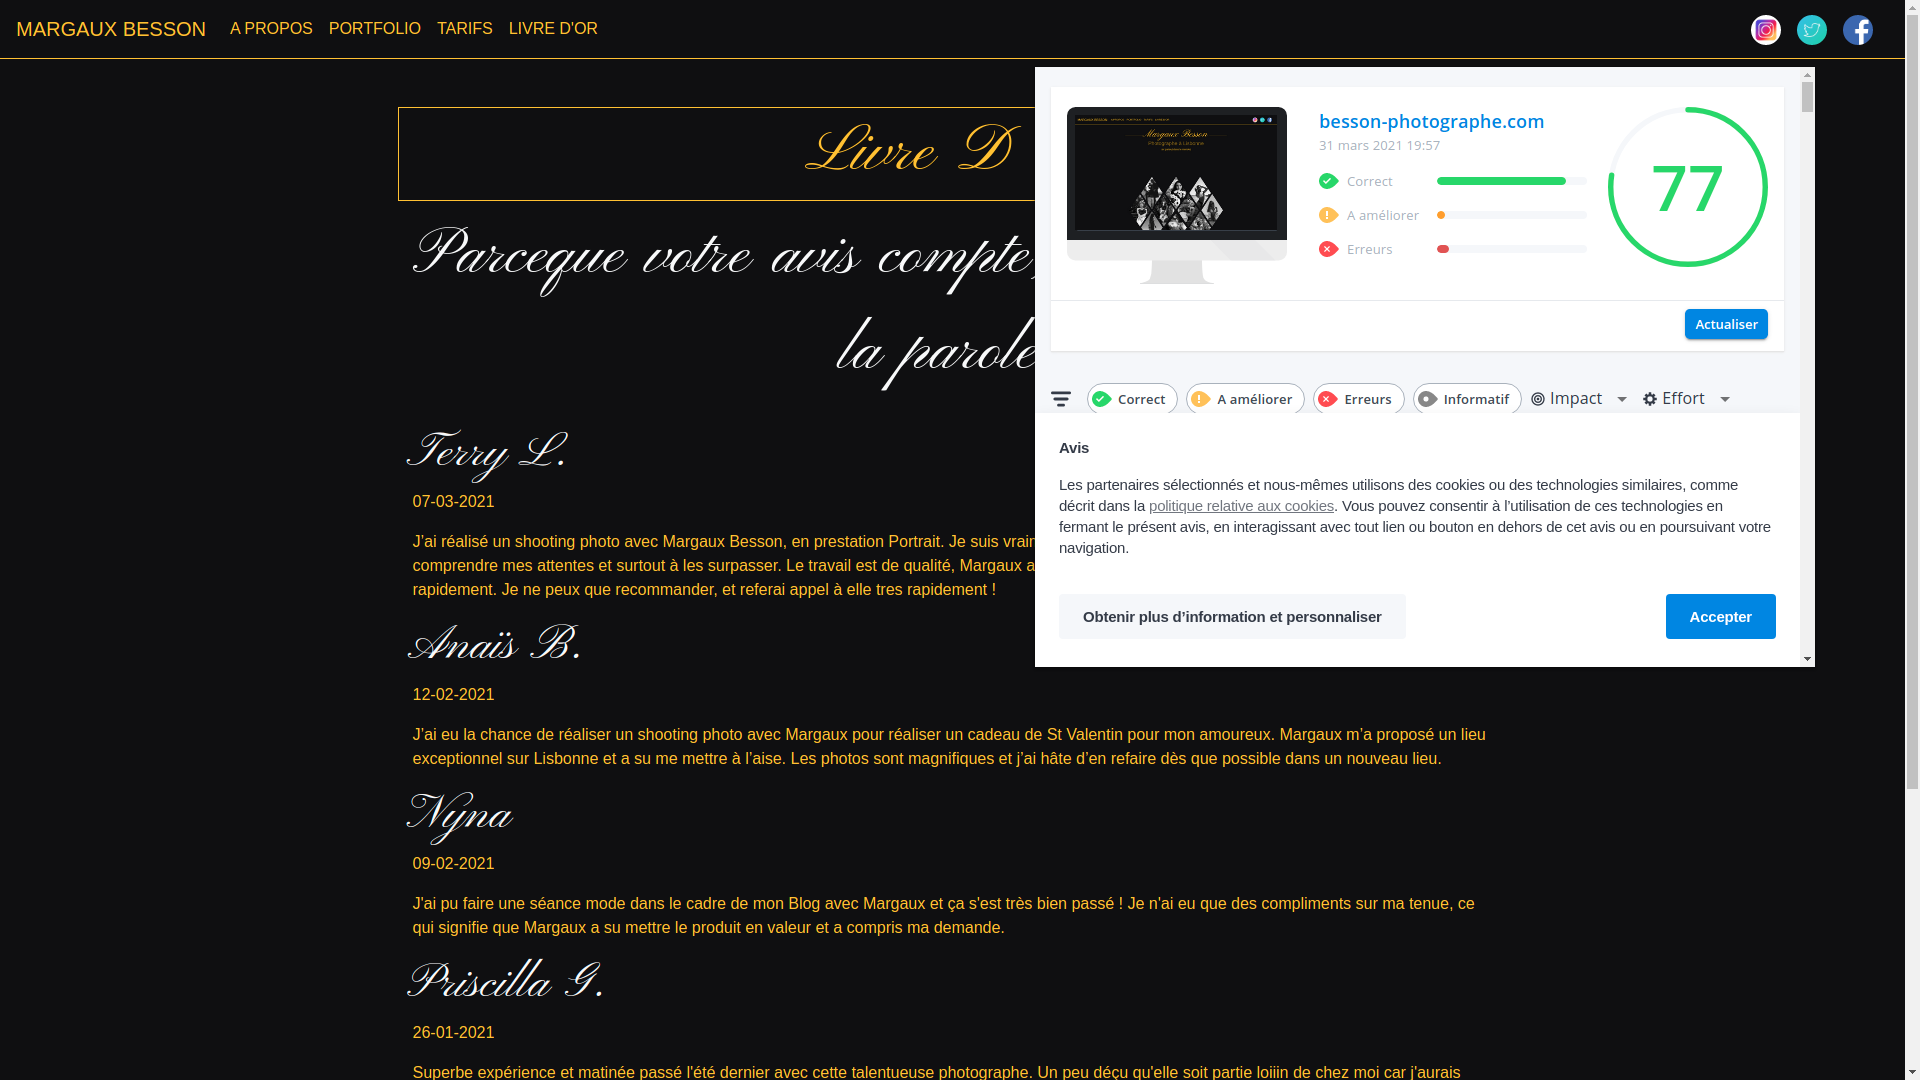 MARGAUX BESSON
A PROPOS
PORTFOLIO
TARIFS
LIVRE D'OR
Livre D
Parceque votre avis compte,
la parole
Terry L.
07-03-2021
J'ai réalisé un shooting photo avec Margaux Besson, en prestation Portrait. Je suis vrain
comprendre mes attentes et surtout à les surpasser. Le travail est de qualité, Margaux a
rapidement. Je ne peux que recommander, et referai appel à elle tres rapidement !
Anaïs B.
12-02-2021
J’ai eu la chance de réaliser un shooting photo avec Margaux pour réaliser un cadeau de St Valentin pour mon amoureux. Margaux m’a proposé un lieu
exceptionnel sur Lisbonne et a su me mettre à l’aise. Les photos sont magnifiques et j’ai hâte d’en refaire dès que possible dans un nouveau lieu.
Nyna
09-02-2021
J'ai pu faire une séance mode dans le cadre de mon Blog avec Margaux et ça s'est très bien passé ! Je n'ai eu que des compliments sur ma tenue, ce
qui signifie que Margaux a su mettre le produit en valeur et a compris ma demande.
Priscilla G.
26-01-2021
Superbe expérience et matinée passé l'été dernier avec cette talentueuse photographe. Un peu déçu qu'elle soit partie loiiin de chez moi car j'aurais
Margaux Besson
Photographe à Lisbonne
besson-photographe.com
31 mars 2021 19:57
Correct
A améliorer
Erreurs
77
Actualiser
Correct
A améliorer
Erreurs
Informatif
Impact
Effort
Avis
Les partenaires sélectionnés et nous-mêmes utilisons des cookies ou des technologies similaires, comme
décrit dans la politique relative aux cookies. Vous pouvez consentir à l’utilisation de ces technologies en
fermant le présent avis, en interagissant avec tout lien ou bouton en dehors de cet avis ou en poursuivant votre
navigation.
Obtenir plus d’information et personnaliser
Accepter